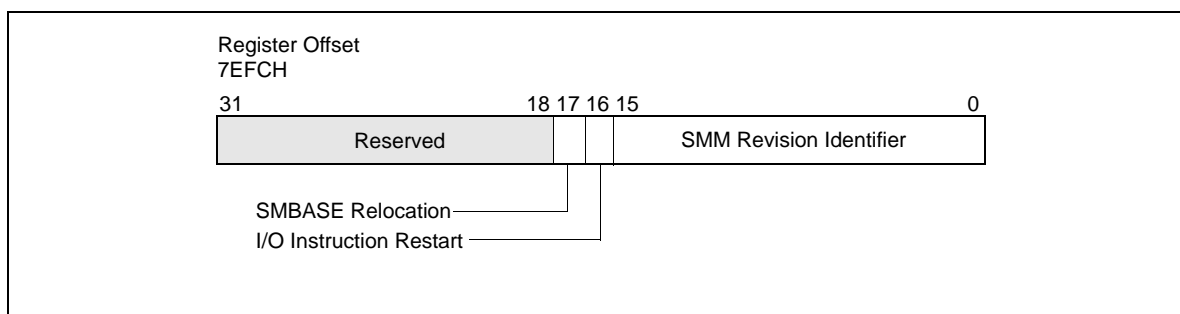 Register Offset
7EFCH
31 18 17 16 15 0
Reserved SMM Revision Identifier
SMBASE Relocation
I/O Instruction Restart